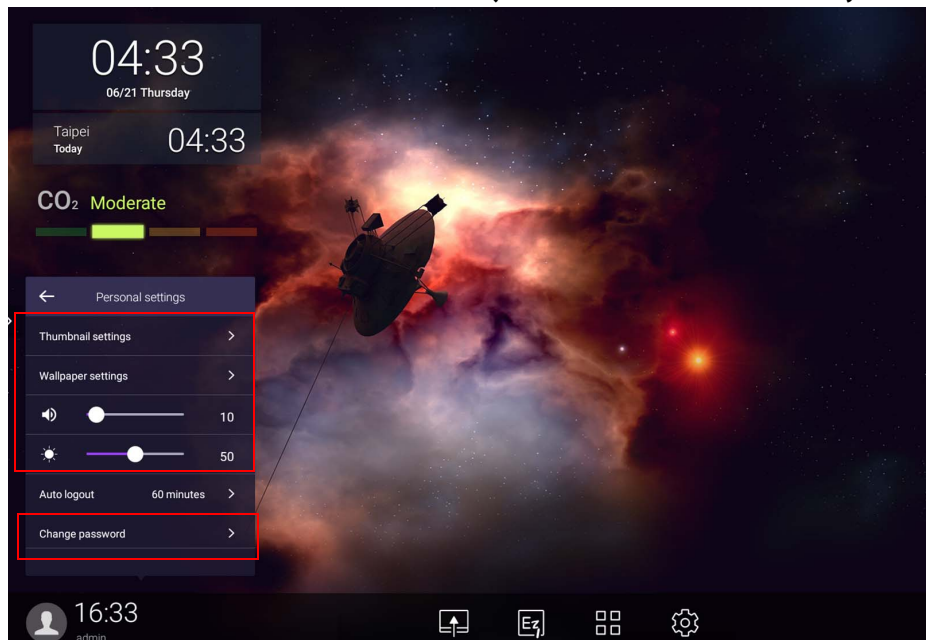 04:33
06/21 Thursday
Taipei
Today
04:33
CO₂ Moderate
Personal settings
Thumbnail settings
Wallpaper settings
10
50
Auto logout 60 minutes
Change password
16:33
admin